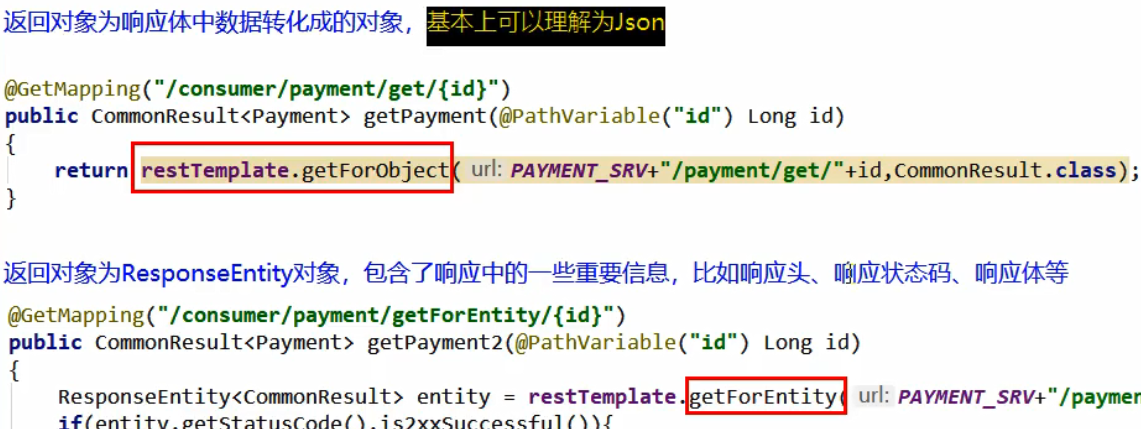 返回对象为响应体中数据转化成的对象，基本上可以理解为Json
@GetMapping("/consumer/payment/get/{id}")
public CommonResult<Payment> getPayment(@PathVariable("id") Long id)
{
return restTemplate.getForObject( url: PAYMENT_SRV+"/payment/get/"+id,CommonResult.class);
}
返回对象为ResponseEntity对象，包含了响应中的一些重要信息，比如响应头、响应状态码、响应体等
@GetMapping("/consumer/payment/getForEntity/{id}")
public CommonResult<Payment> getPayment2(@PathVariable("id") Long id)
{
ResponseEntity<CommonResult> entity = restTemplate.getForEntity( url: PAYMENT_SRV+"/paymen
if(entity.getStatusCode().is2xxSuccessful()){